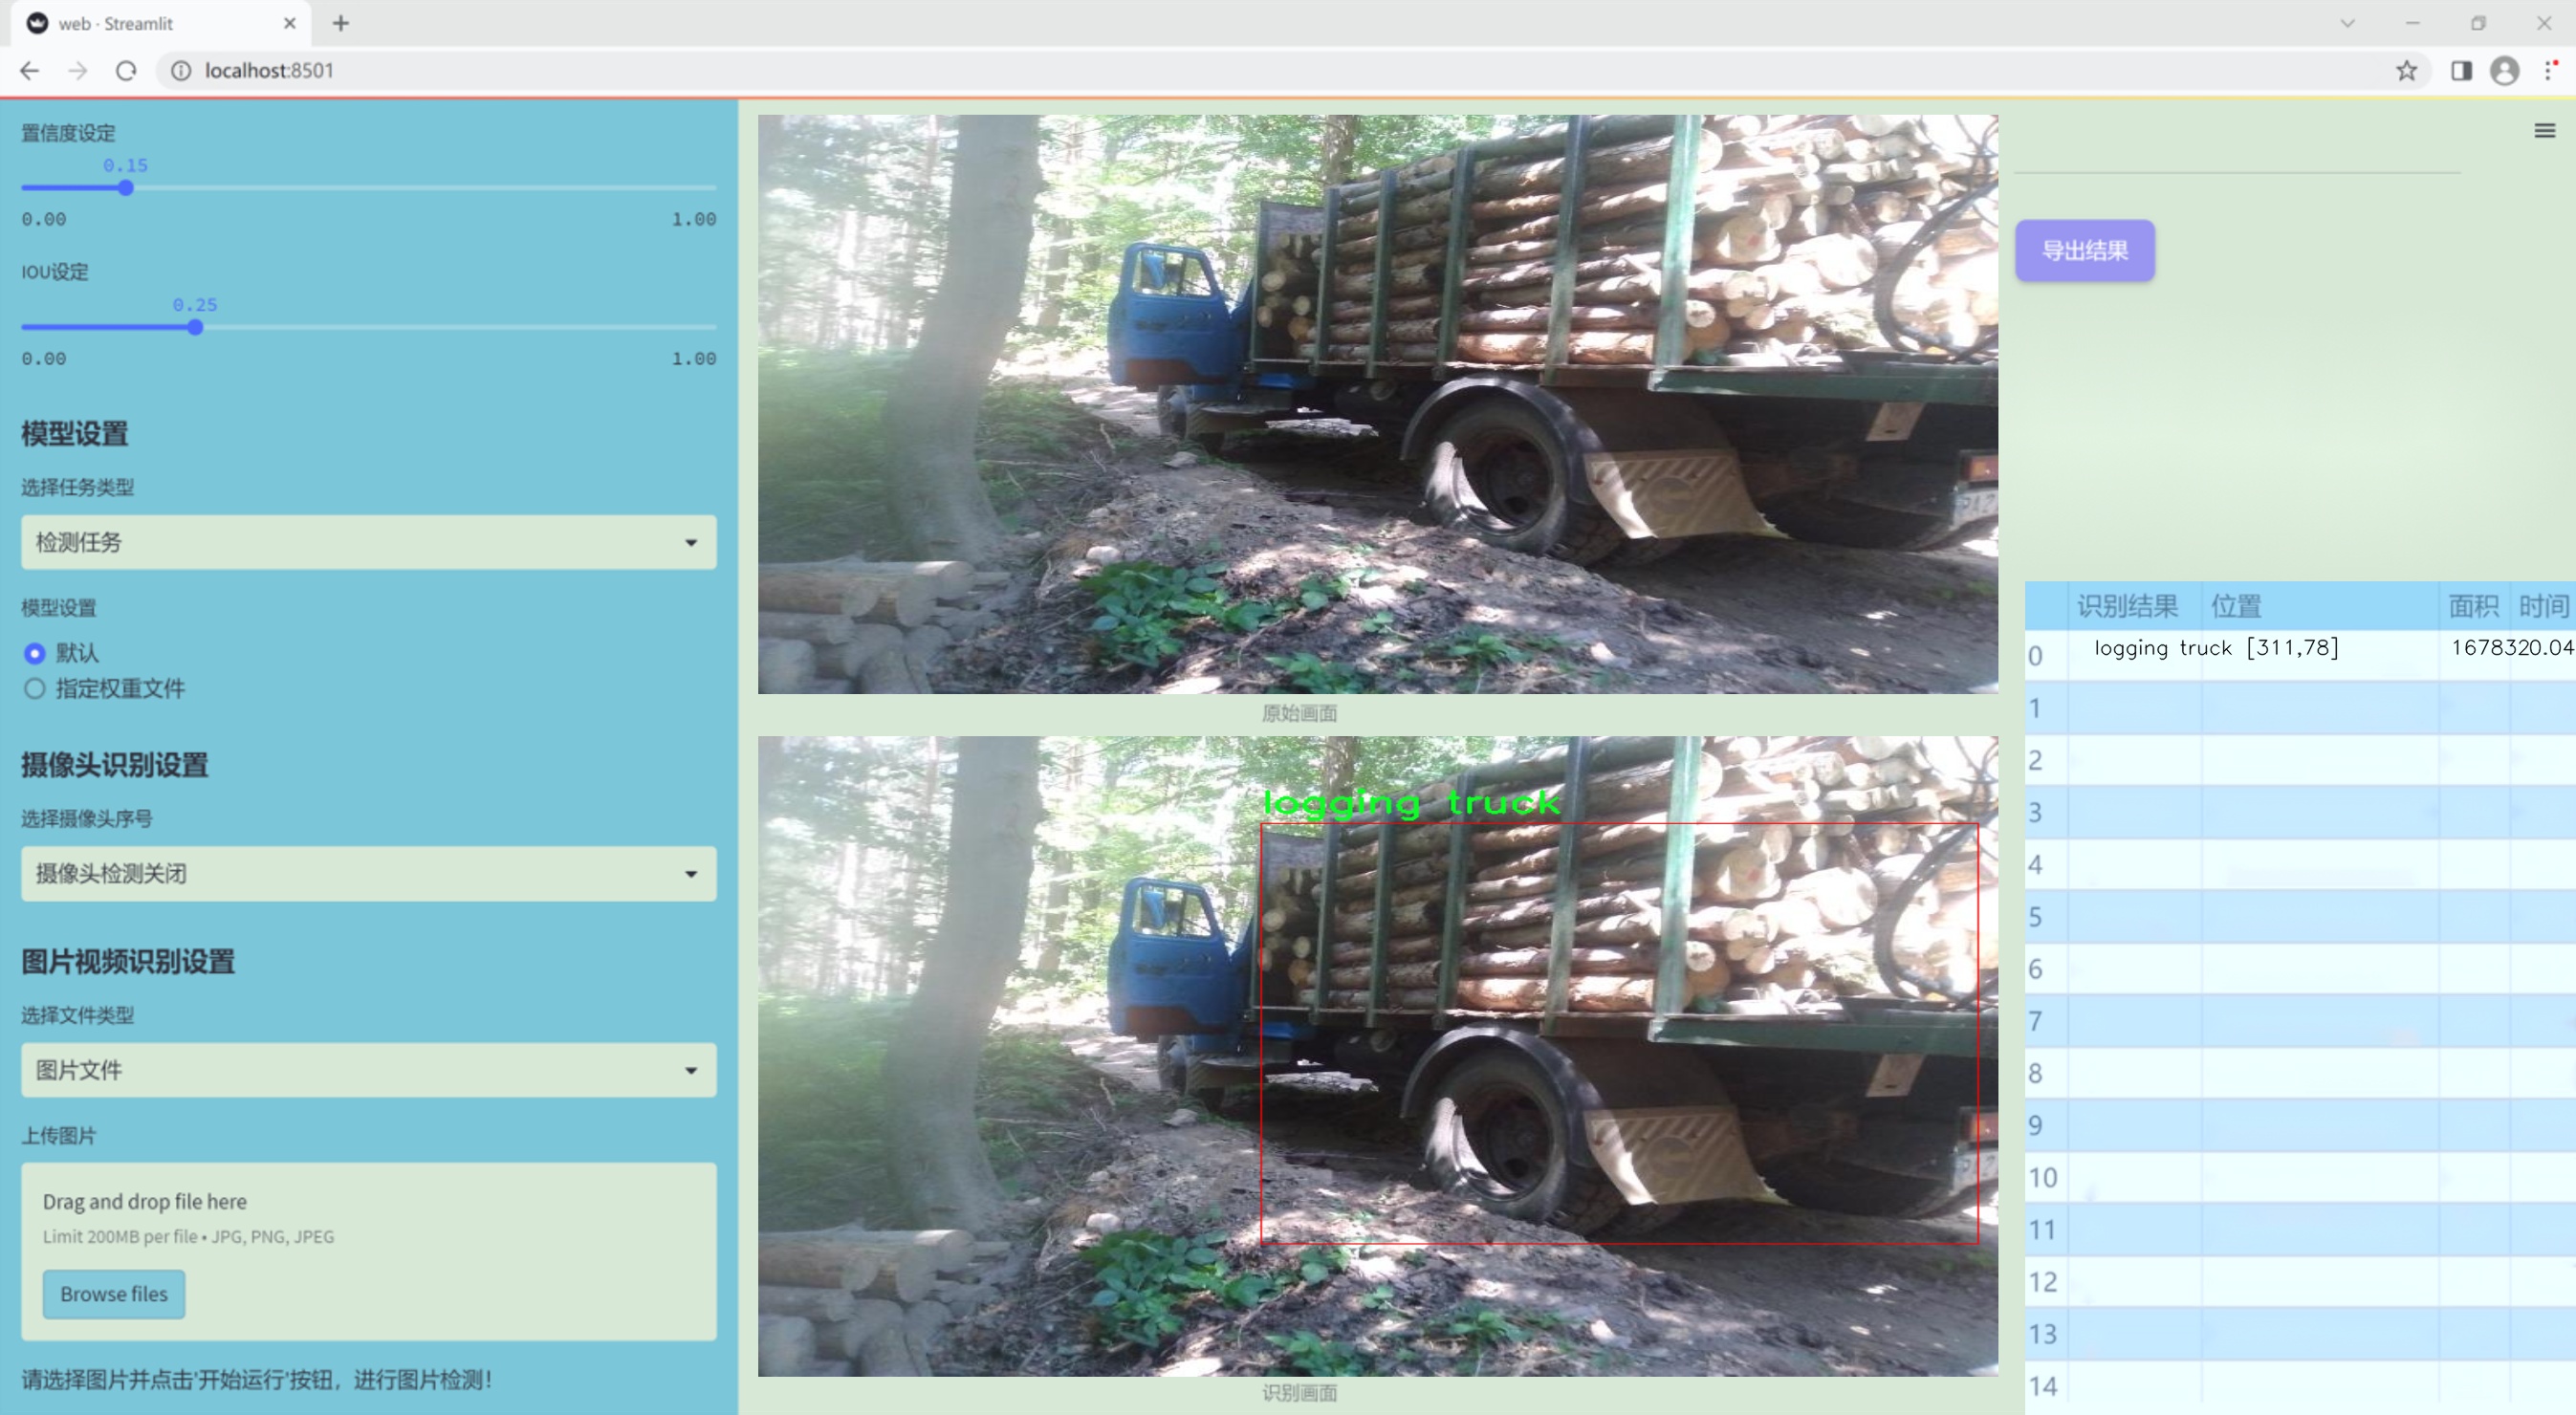 web · Streamlit
localhost:8501
置信度设定
0.15
0.00 1.00
IOU设定
0.25
0.00 1.00
模型设置
选择任务类型
检测任务
模型设置
默认
指定权重文件
摄像头识别设置
选择摄像头序号
摄像头检测关闭
图片视频识别设置
选择文件类型
图片文件
上传图片
Drag and drop file here
Limit 200MB per file • JPG, PNG, JPEG
Browse files
请选择图片并点击'开始运行'按钮，进行图片检测！
原始画面
logging truck
识别画面
导出结果
识别结果 位置 面积 时间
0 logging truck [311,78] 1678320.04
1
2
3
4
5
6
7
8
9
10
11
12
13
14